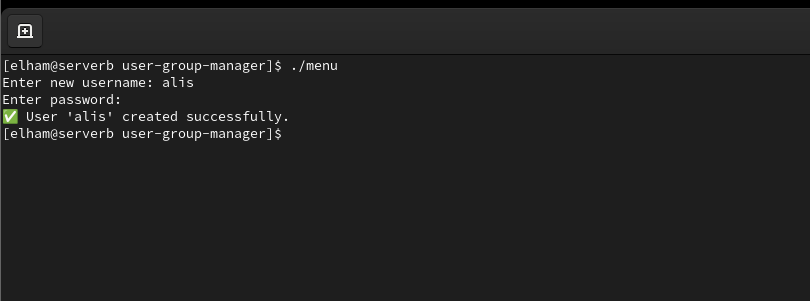 [elham@serverb user-group-manager]$ ./menu
Enter new username: alis
Enter password:
✅ User 'alis' created successfully.
[elham@serverb user-group-manager]$